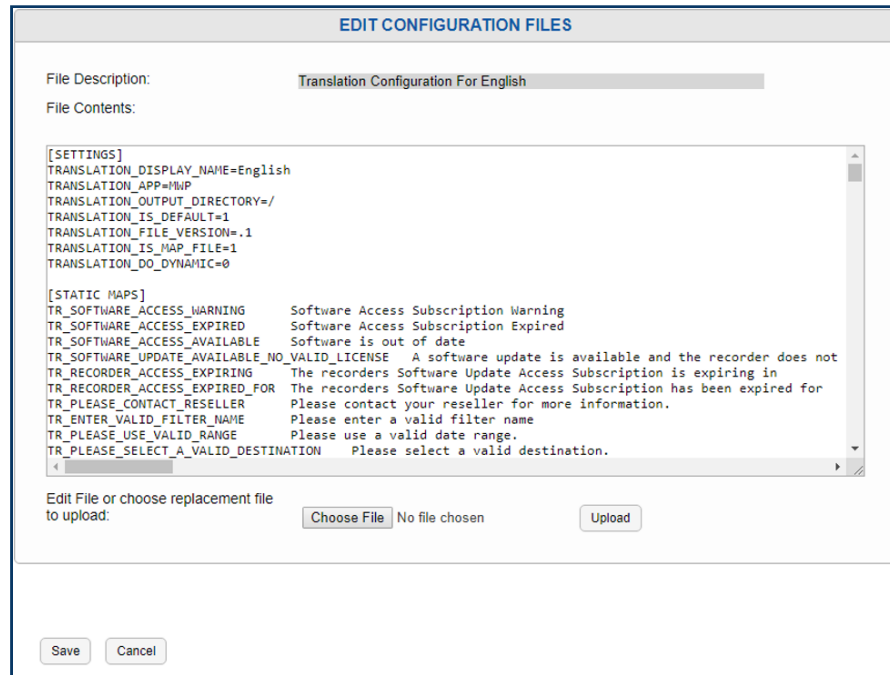 EDIT CONFIGURATION FILES
File Description: Translation Configuration For English
File Contents:
[SETTINGS]
TRANSLATION_DISPLAY_NAME=English
TRANSLATION_APP=MWP
TRANSLATION_OUTPUT_DIRECTORY=/
TRANSLATION_IS_DEFAULT=1
TRANSLATION_FILE_VERSION=.1
TRANSLATION_IS_MAP_FILE=1
TRANSLATION_DO_DYNAMIC=0
[STATIC MAPS]
TR_SOFTWARE_ACCESS_WARNING Software Access Subscription Warning
TR_SOFTWARE_ACCESS_EXPIRED Software Access Subscription Expired
TR_SOFTWARE_ACCESS_AVAILABLE Software is out of date
TR_SOFTWARE_UPDATE_AVAILABLE_NO_VALID_LICENSE A software update is available and the recorder does not
TR_RECORDER_ACCESS_EXPIRING The recorders Software Update Access Subscription is expiring in
TR_RECORDER_ACCESS_EXPIRED_FOR The recorders Software Update Access Subscription has been expired for
TR_PLEASE_CONTACT_RESELLER Please contact your reseller for more information.
TR_ENTER_VALID_FILTER_NAME Please enter a valid filter name
TR_PLEASE_USE_VALID_RANGE Please use a valid date range.
TR_PLEASE_SELECT_A_VALID_DESTINATION Please select a valid destination.
Edit File or choose replacement file
to upload: Choose File No file chosen Upload
Save Cancel